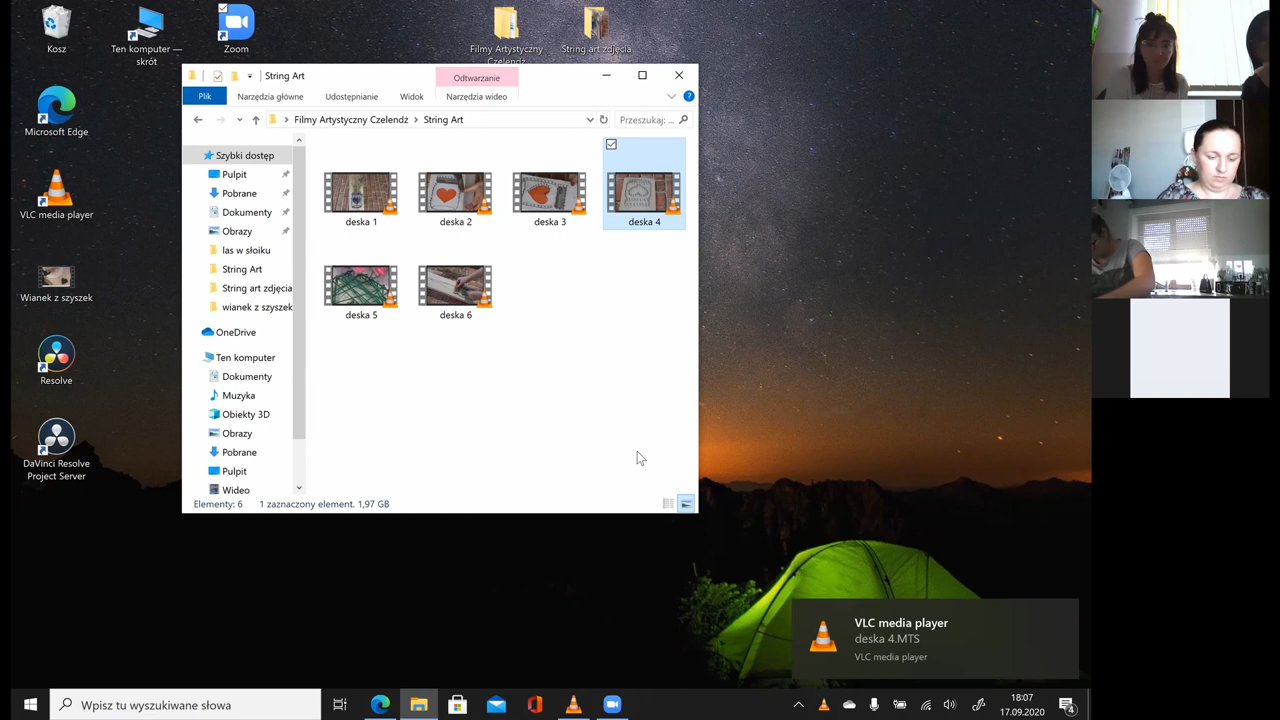 Kosz
Ten komputer —
skrót
Zoom
Filmy Artystyczny
Czelendż
String art zdjęcia
Microsoft Edge
VLC media player
Wianek z szyszek
Resolve
DaVinci Resolve
Project Server
String Art
Odtwarzanie
Plik
Narzędzia główne
Udostępnianie
Widok
Narzędzia wideo
Filmy Artystyczny Czelendż > String Art
Przeszukaj: ...
Szybki dostęp
Pulpit
Pobrane
Dokumenty
Obrazy
las w słoiku
String Art
String art zdjęcia
wianek z szyszek
OneDrive
Ten komputer
Dokumenty
Muzyka
Obiekty 3D
Obrazy
Pobrane
Pulpit
Wideo
deska 1
deska 2
deska 3
deska 4
deska 5
deska 6
Elementy: 6
1 zaznaczony element. 1,97 GB
VLC media player
deska 4.MTS
VLC media player
Wpisz tu wyszukiwane słowa
18:07
17.09.2020
4